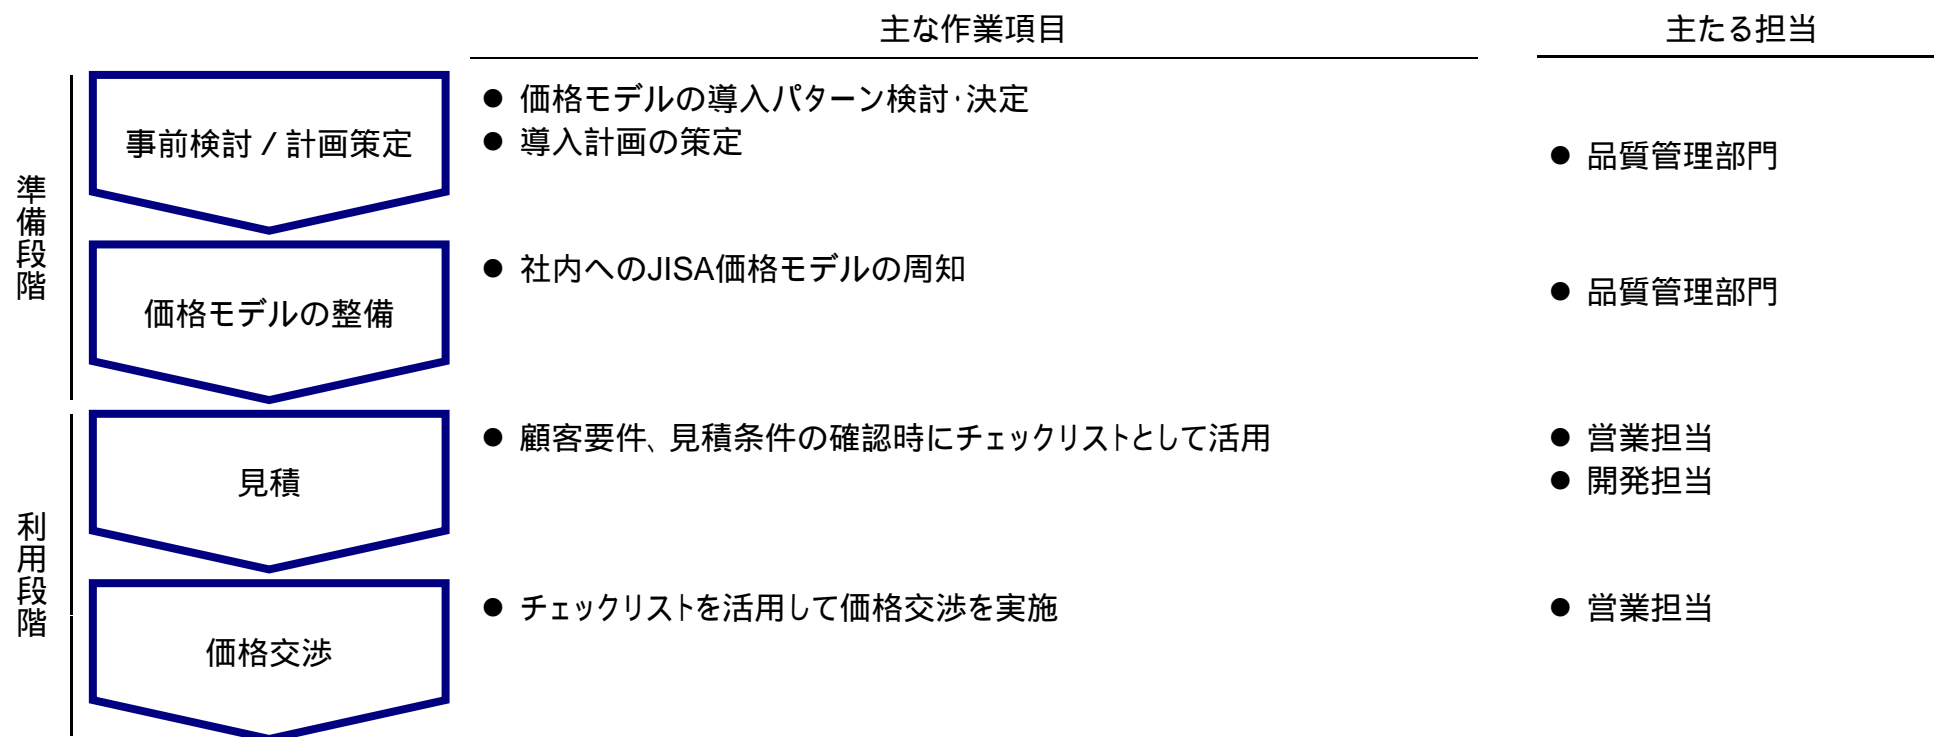 主な作業項目
主たる担当
準備段階
事前検討 / 計画策定
● 価格モデルの導入パターン検討・決定
● 導入計画の策定
● 品質管理部門
価格モデルの整備
● 社内へのJISA価格モデルの周知
● 品質管理部門
利用段階
見積
● 顧客要件、見積条件の確認時にチェックリストとして活用
● 営業担当
● 開発担当
価格交渉
● チェックリストを活用して価格交渉を実施
● 営業担当